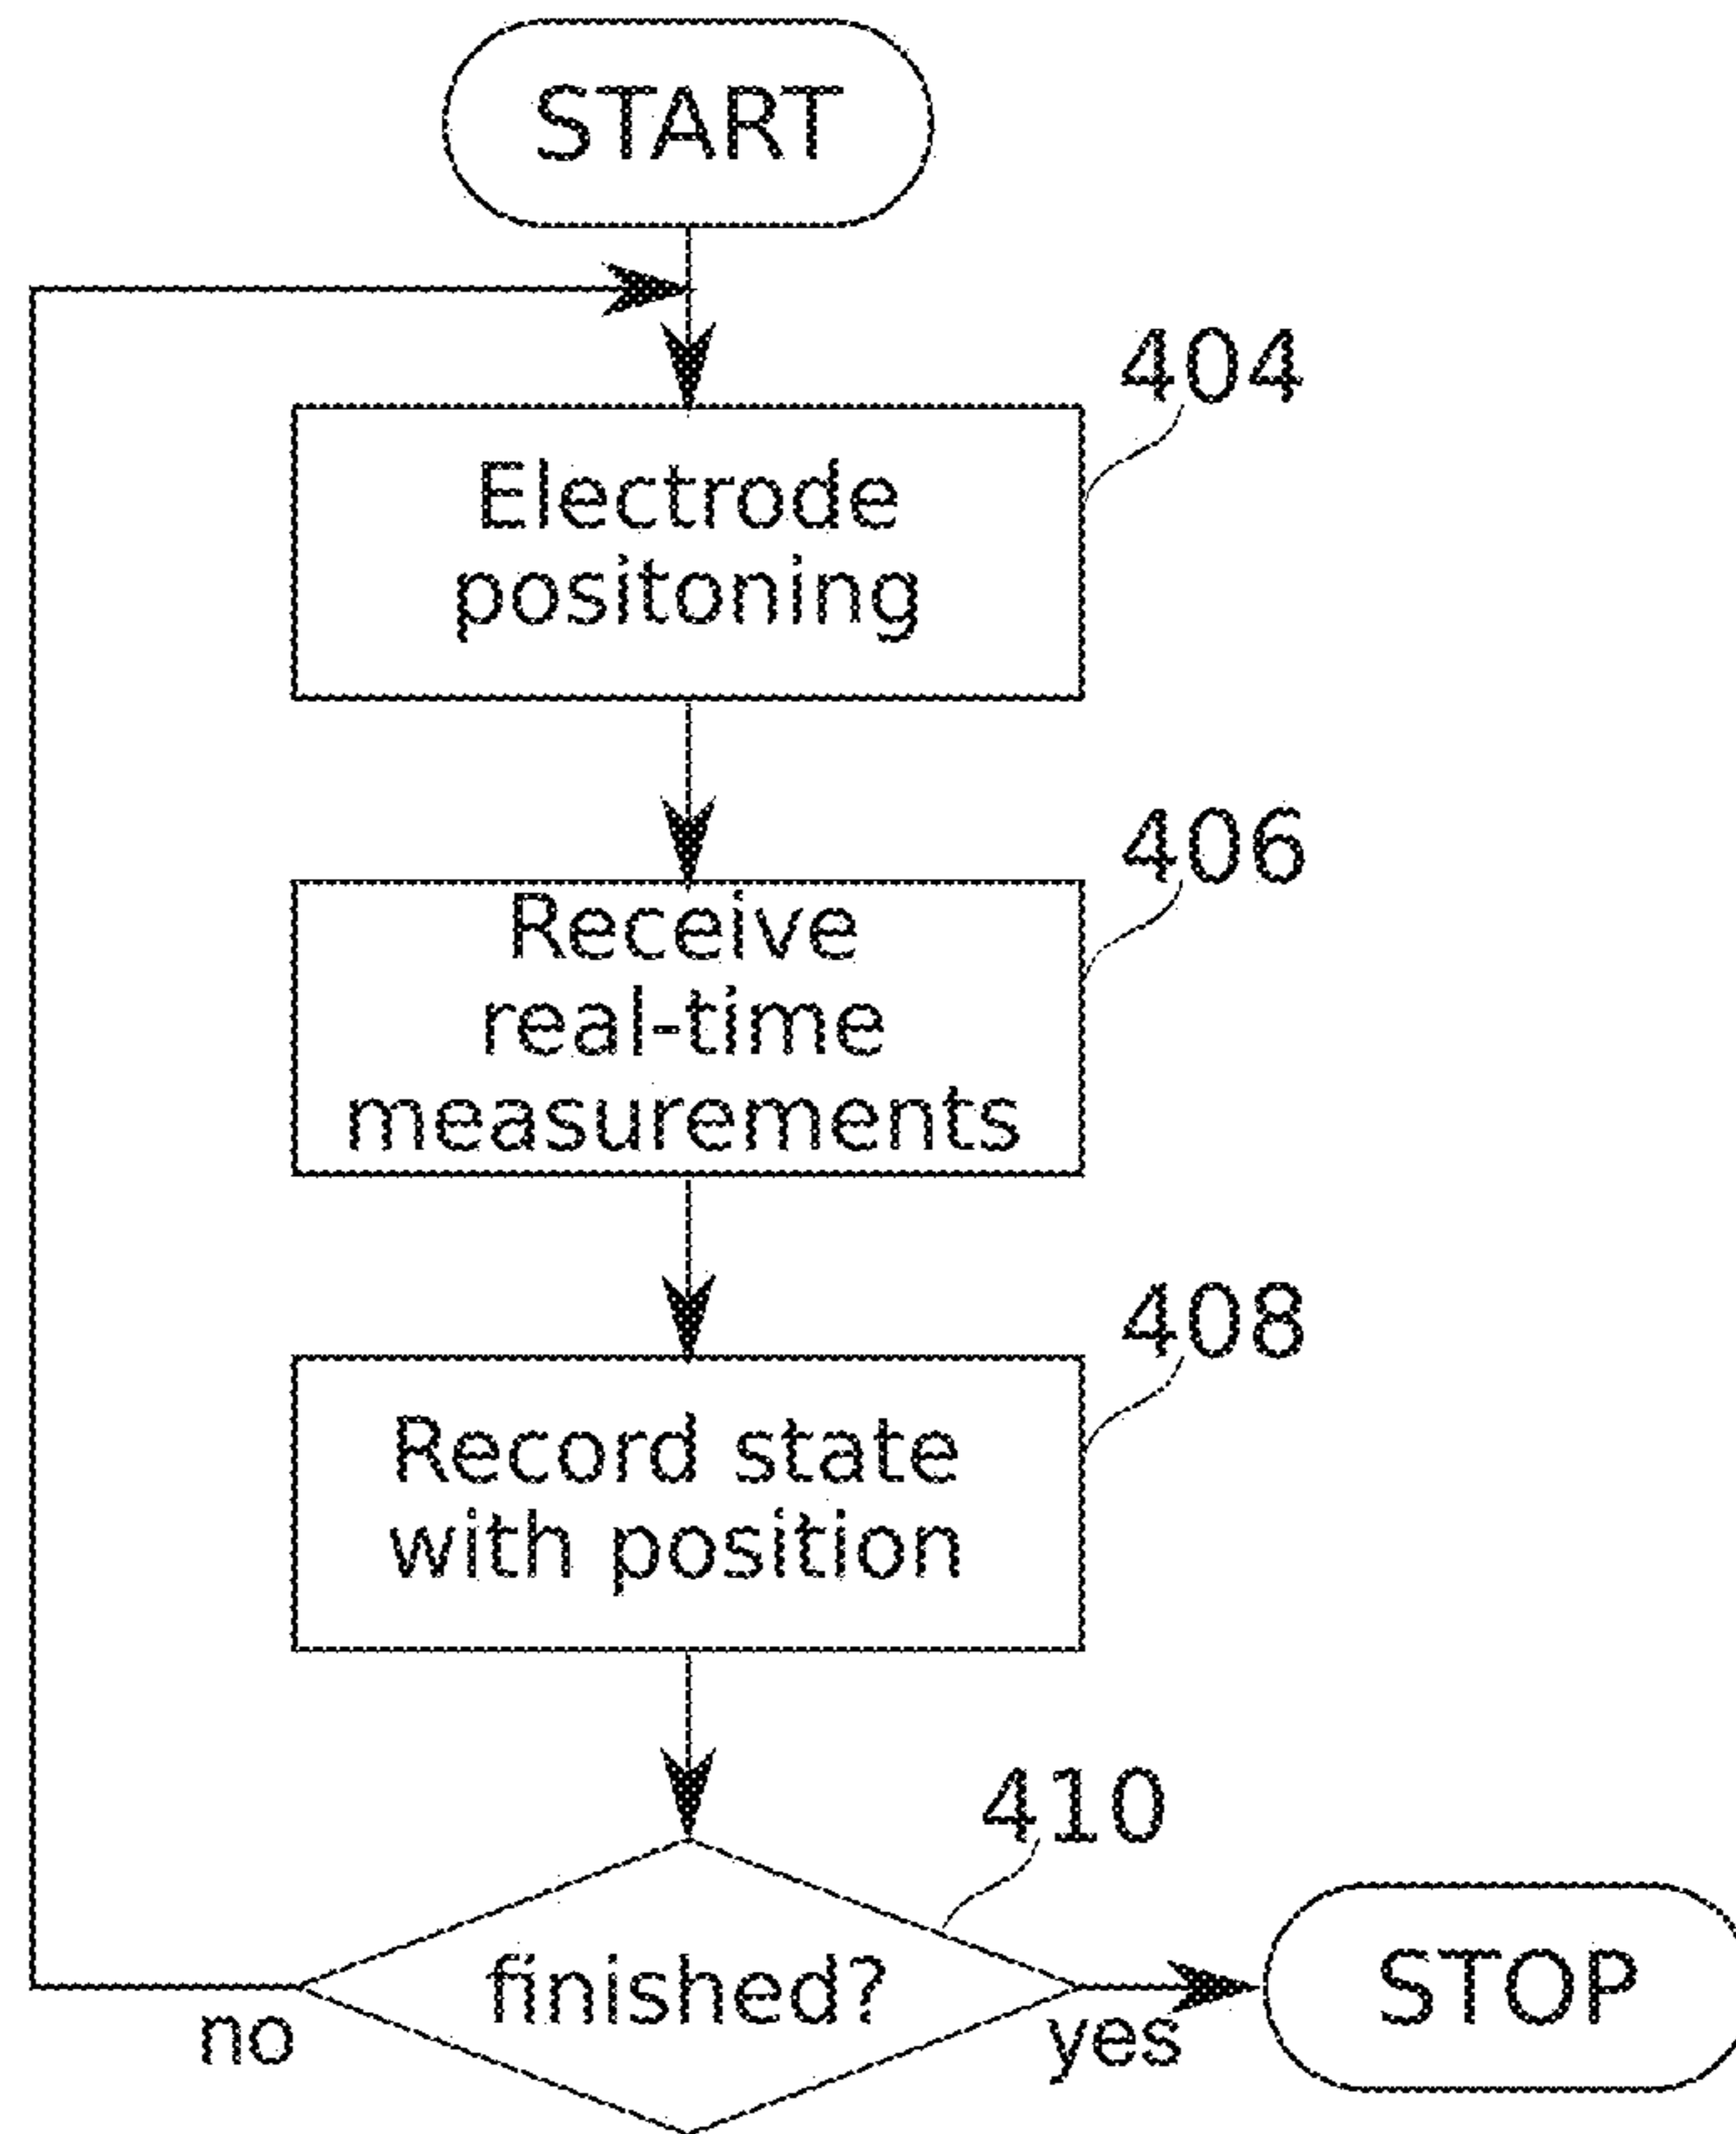 START
404
Electrode
positoning
406
Receive
real-time
measurements
408
Record state
with position
410
finished?
no
yes
STOP